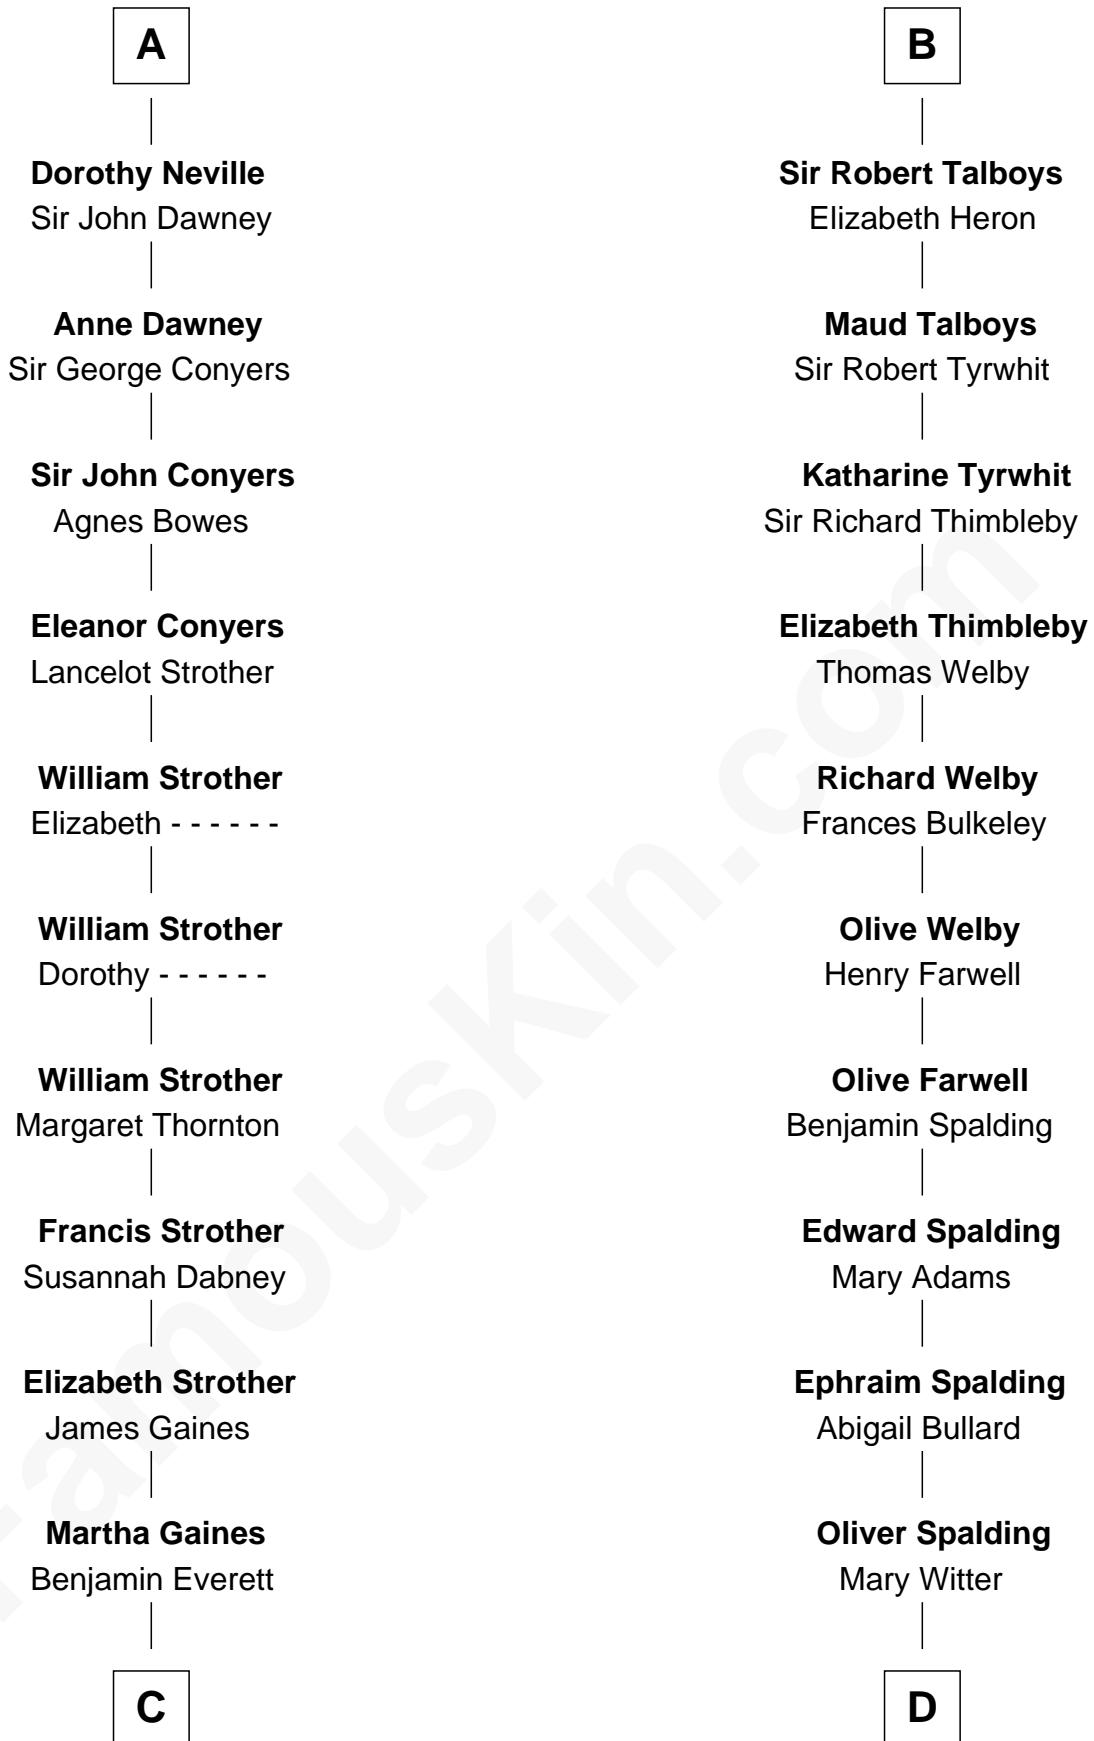 A
Dorothy Neville
Sir John Dawney
Anne Dawney
Sir George Conyers
Sir John Conyers
Agnes Bowes
Eleanor Conyers
Lancelot Strother
William Strother
Elizabeth - - - - - -
William Strother
Dorothy - - - - - -
William Strother
Margaret Thornton
Francis Strother
Susannah Dabney
Elizabeth Strother
James Gaines
Martha Gaines
Benjamin Everett
C
B
Sir Robert Talboys
Elizabeth Heron
Maud Talboys
Sir Robert Tyrwhit
Katharine Tyrwhit
Sir Richard Thimbleby
Elizabeth Thimbleby
Thomas Welby
Richard Welby
Frances Bulkeley
Olive Welby
Henry Farwell
Olive Farwell
Benjamin Spalding
Edward Spalding
Mary Adams
Ephraim Spalding
Abigail Bullard
Oliver Spalding
Mary Witter
D
FamousKin.com